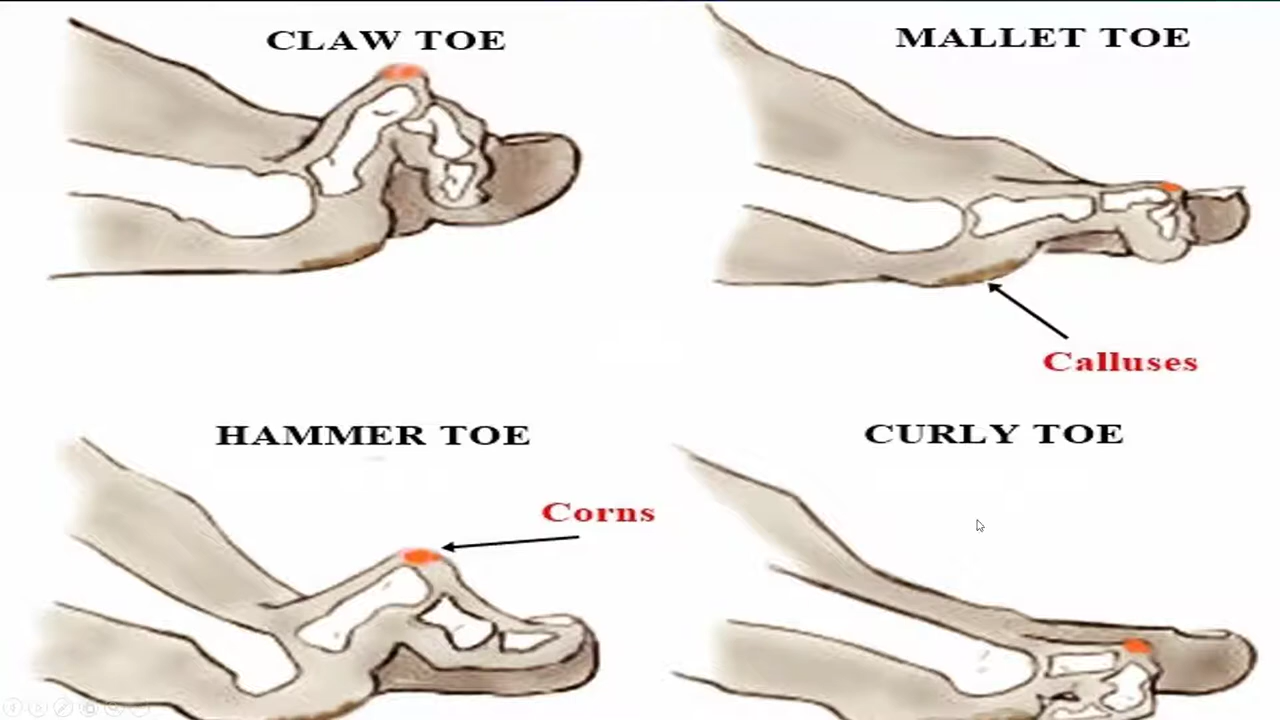 CLAW TOE
MALLET TOE
Calluses
HAMMER TOE
CURLY TOE
Corns